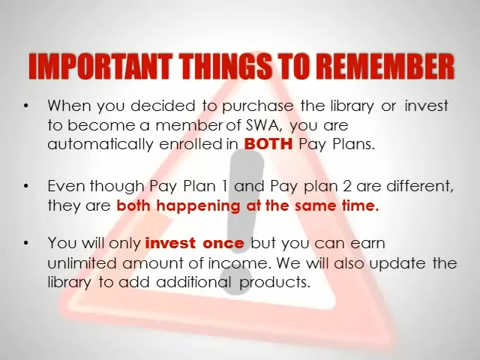 IMPORTANT THINGS TO REMEMBER
• When you decided to purchase the library or invest
to become a member of SWA, you are
automatically enrolled in BOTH Pay Plans.
• Even though Pay Plan 1 and Pay plan 2 are different,
they are both happening at the same time.
• You will only invest once but you can earn
unlimited amount of income. We will also update the
library to add additional products.